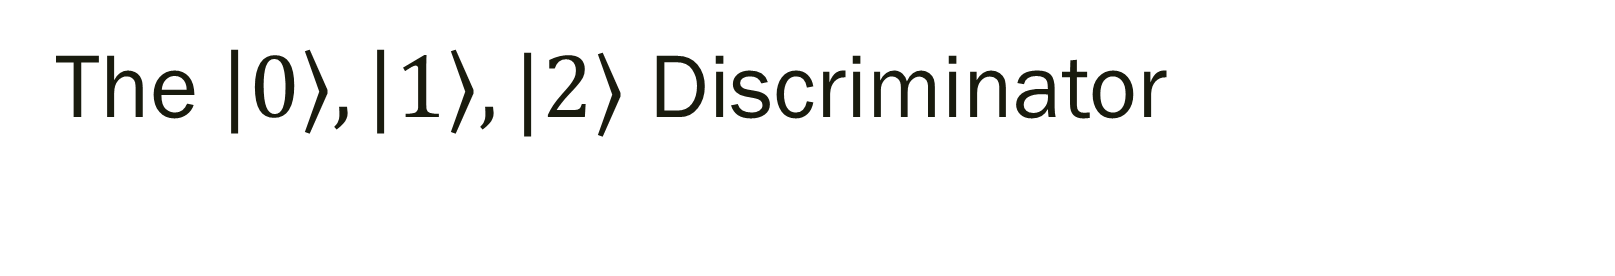 The |0⟩, |1⟩, |2⟩ Discriminator